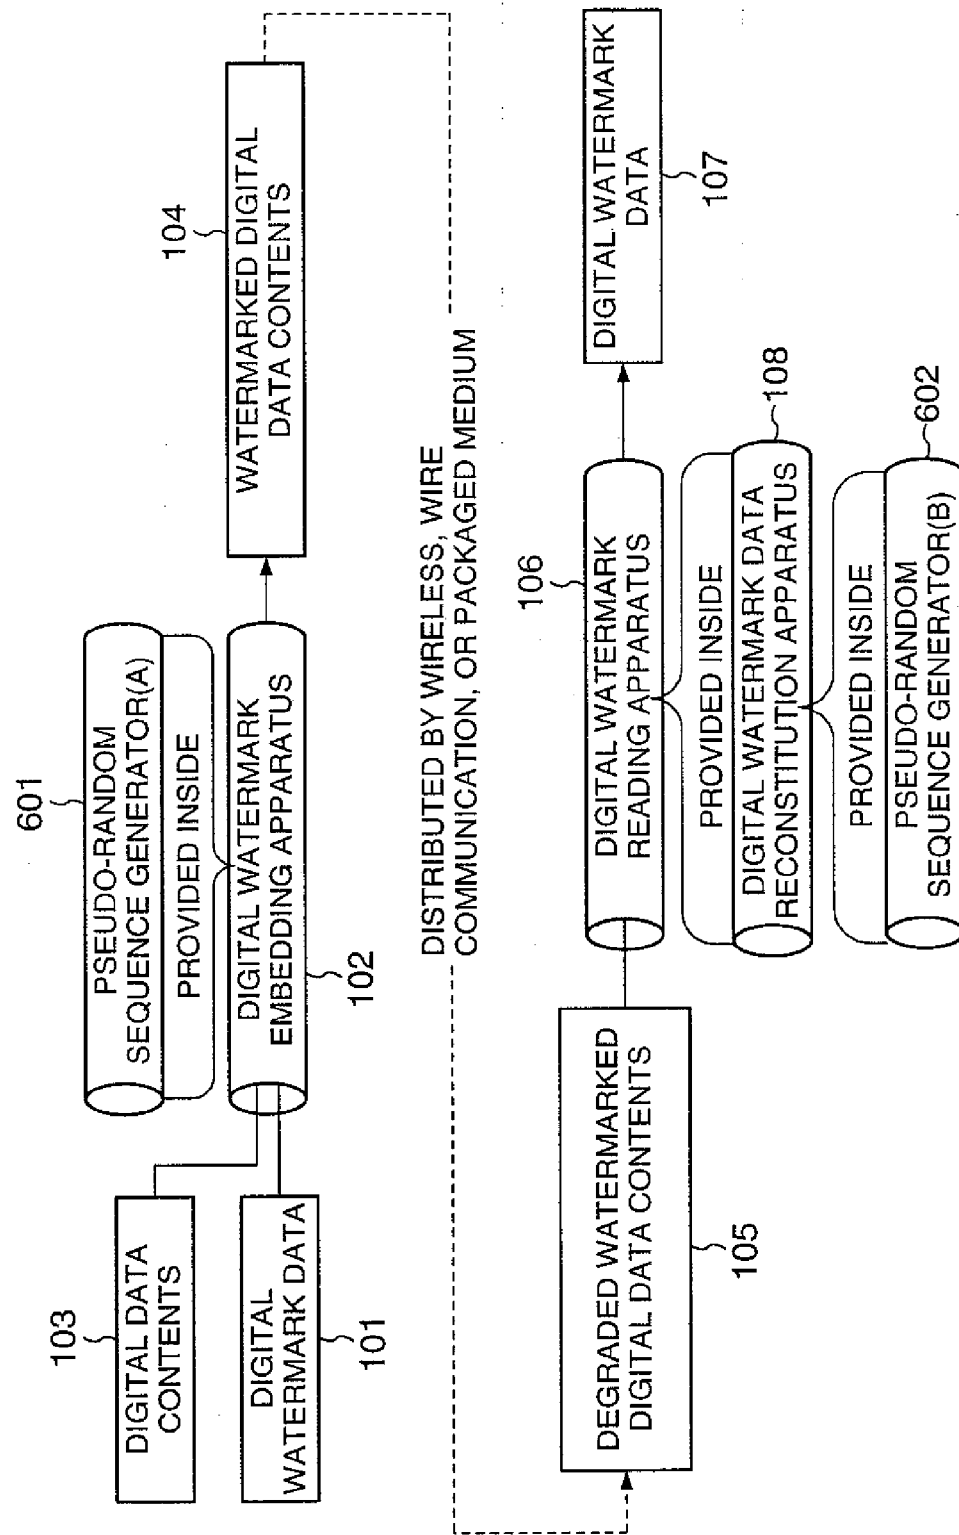 601
PSEUDO-RANDOM
SEQUENCE GENERATOR(A)
PROVIDED INSIDE
103
DIGITAL DATA
CONTENTS
DIGITAL
WATERMARK DATA
101
DIGITAL WATERMARK
EMBEDDING APPARATUS
102
104
WATERMARKED DIGITAL
DATA CONTENTS
DISTRIBUTED BY WIRELESS, WIRE
COMMUNICATION, OR PACKAGED MEDIUM
DEGRADED WATERMARKED
DIGITAL DATA CONTENTS
105
106
DIGITAL WATERMARK
READING APPARATUS
PROVIDED INSIDE
DIGITAL WATERMARK DATA
RECONSTITUTION APPARATUS
108
PROVIDED INSIDE
PSEUDO-RANDOM
SEQUENCE GENERATOR(B)
602
DIGITAL WATERMARK
DATA
107